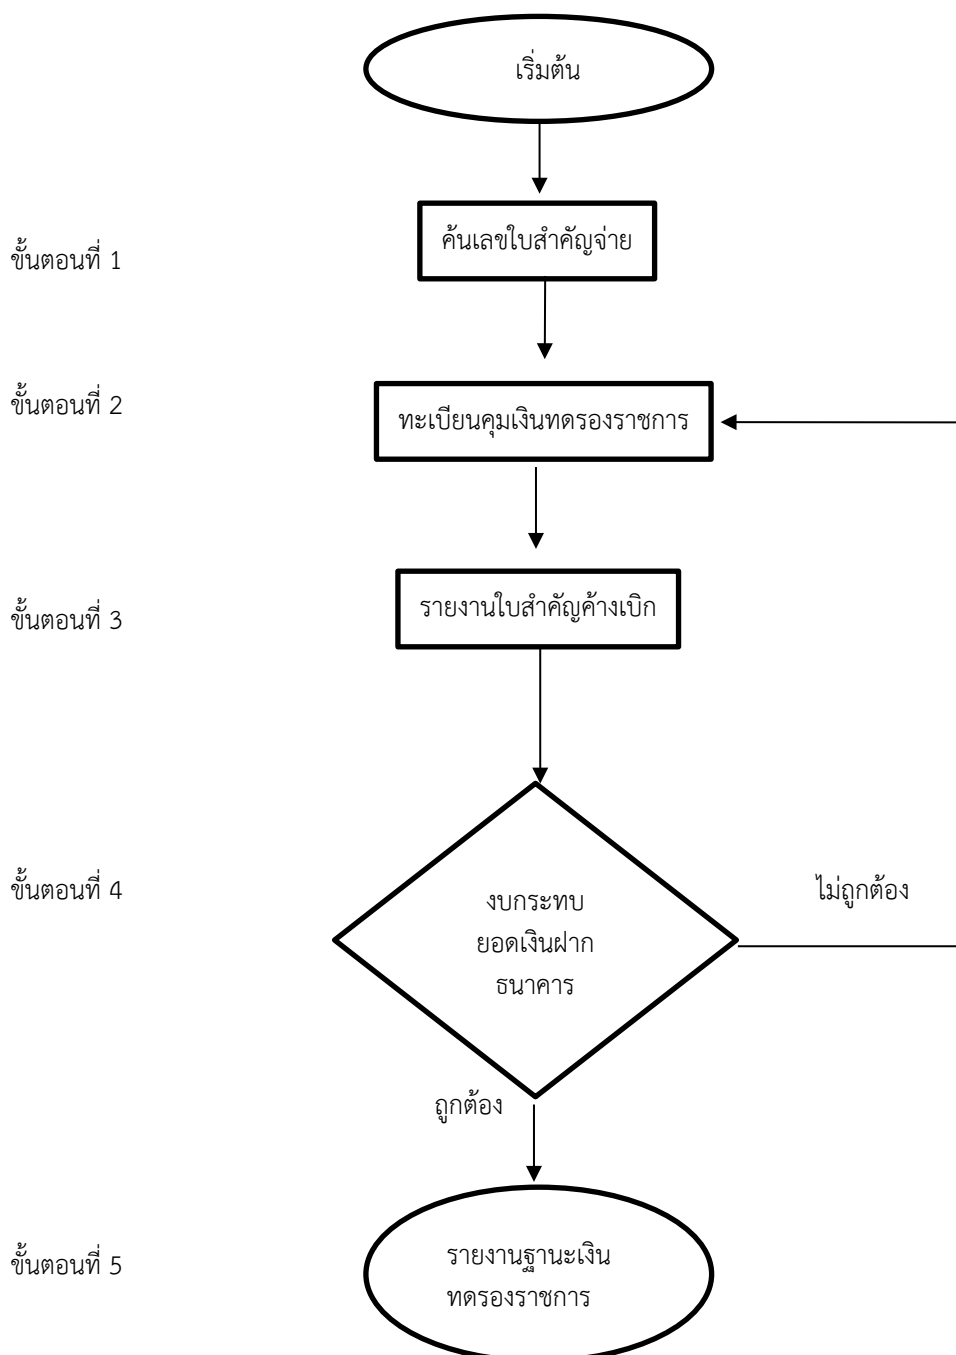 เริ่มต้น
ขั้นตอนที่ 1
ค้นเลขใบสำคัญจ่าย
ขั้นตอนที่ 2
ทะเบียนคุมเงินทดรองราชการ
ขั้นตอนที่ 3
รายงานใบสำคัญค้างเบิก
ขั้นตอนที่ 4
งบกระทบ
ยอดเงินฝาก
ธนาคาร
ไม่ถูกต้อง
ถูกต้อง
ขั้นตอนที่ 5
รายงานฐานะเงิน
ทดรองราชการ